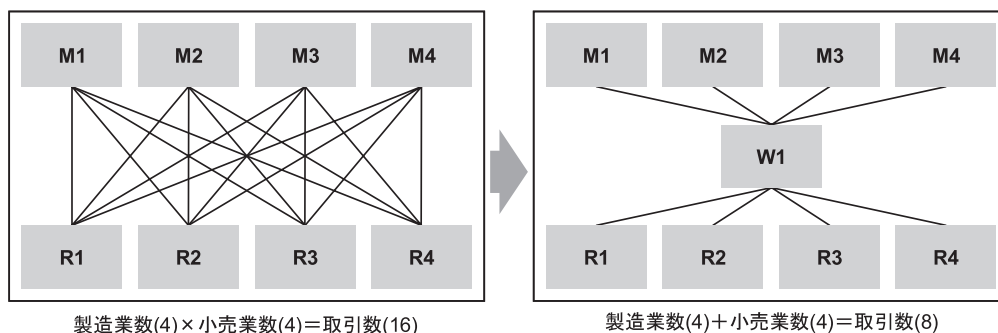 M1 M2 M3 M4
R1 R2 R3 R4
製造業数(4)×小売業数(4)＝取引数(16)
M1 M2 M3 M4
W1
R1 R2 R3 R4
製造業数(4)＋小売業数(4)＝取引数(8)